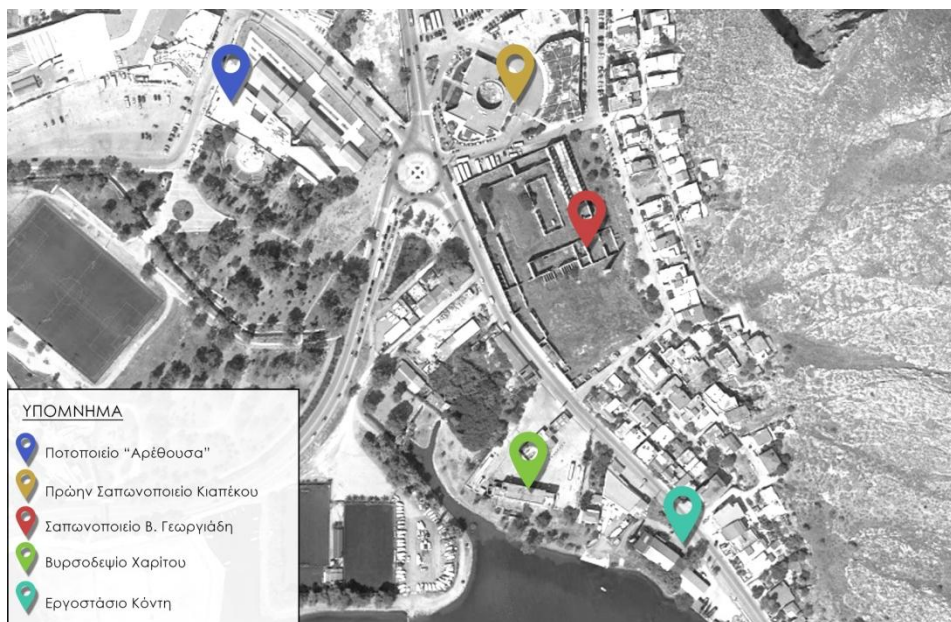 ΥΠΟΜΝΗΜΑ
Ποτοποιείο “Αρέθουσα”
Πρώην Σαπωνοποιείο Κιαπέκου
Σαπωνοποιείο Β. Γεωργιάδη
Βυρσοδεψίο Χαρίτου
Εργοστάσιο Κόντη